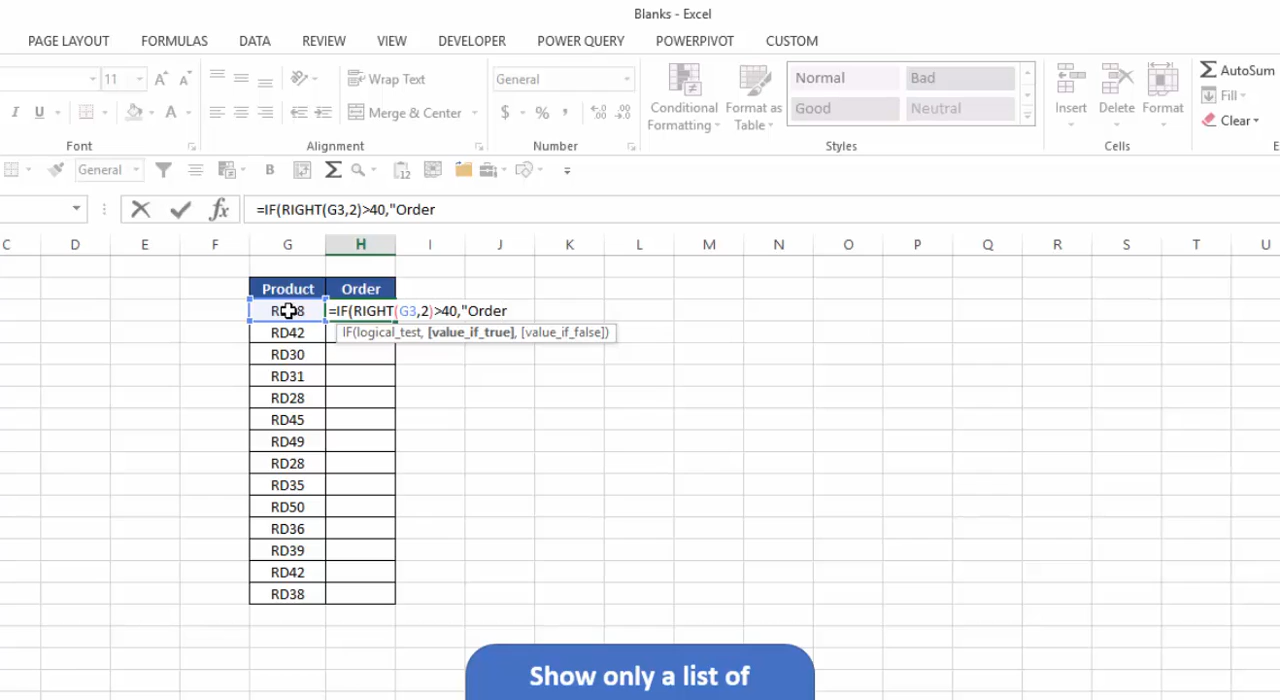 Blanks - Excel
PAGE LAYOUT FORMULAS DATA REVIEW VIEW DEVELOPER POWER QUERY POWERPIVOT CUSTOM
11 A A Wrap Text General Normal Bad AutoSum
I U A Merge & Center $ % , .00 Good Neutral Conditional Formatting Format as Table Insert Delete Format Fill
Clear
Font Alignment Number Styles Cells E
General B Σ 12
fx =IF(RIGHT(G3,2)>40,"Order
C D E F G H I J K L M N O P Q R S T U
Product Order
=IF(RIGHT(G3,2)>40,"Order
RD42 IF(logical_test, [value_if_true], [value_if_false])
RD30
RD31
RD28
RD45
RD49
RD28
RD35
RD50
RD36
RD39
RD42
RD38
Show only a list of